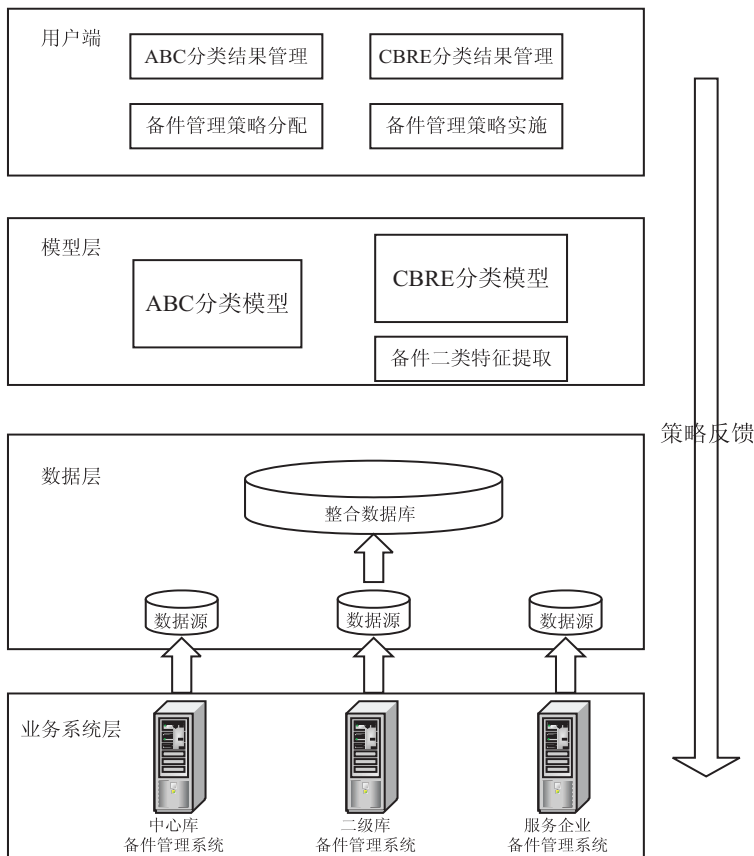 用户端
ABC分类结果管理
CBRE分类结果管理
备件管理策略分配
备件管理策略实施
模型层
ABC分类模型
CBRE分类模型
备件二类特征提取
策略反馈
数据层
整合数据库
数据源
数据源
数据源
业务系统层
中心库
备件管理系统
二级库
备件管理系统
服务企业
备件管理系统